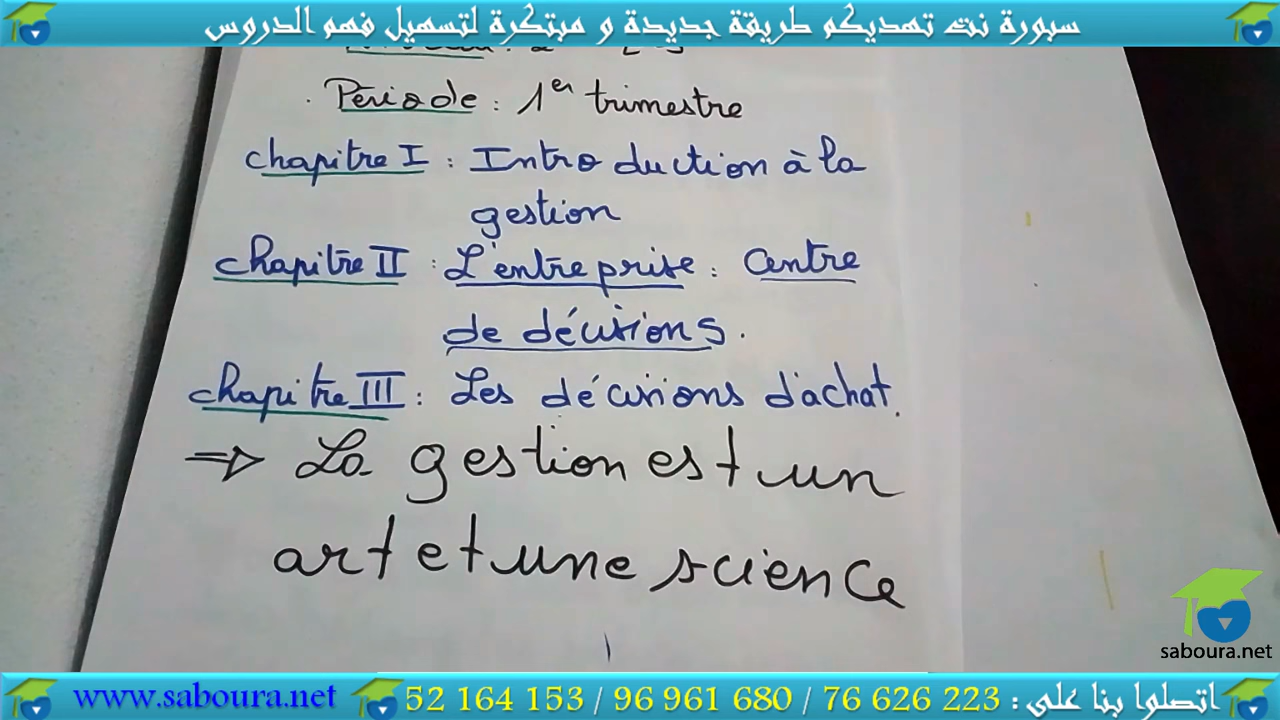 سبورة نت تهديكم طريقة جديدة و مبتكرة لتسهيل فهم الدروس
Période : 1er trimestre
chapitre I : Introduction à la
gestion
chapitre II : L'entreprise : Centre
de décisions.
chapitre III : Les décisions d'achat.
⇒ La gestion est un
art et une science
saboura.net
www.saboura.net
52 164 153 / 96 961 680 / 76 626 223 : اتصلوا بنا على